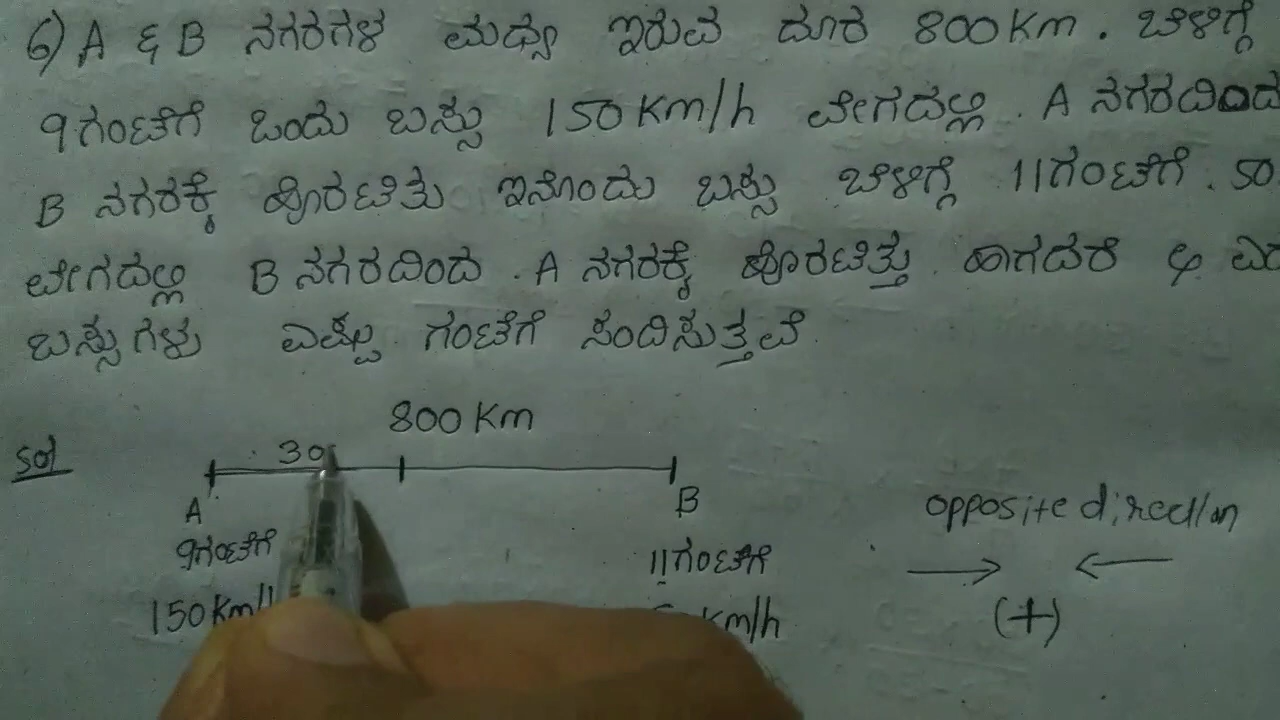 6) A & B ನಗರಗಳ ಮಧ್ಯೆ ಇರುವ ದೂರ 800 Km . ಬೆಳಿಗ್ಗೆ
9 ಗಂಟೆಗೆ ಒಂದು ಬಸ್ಸು 150 Km/h ವೇಗದಲ್ಲಿ . A ನಗರದಿಂದ
B ನಗರಕ್ಕೆ ಹೊರಟಿತು ಇನೊಂದು ಬಸ್ಸು ಬೆಳಿಗ್ಗೆ 11 ಗಂಟೆಗೆ . 50
ವೇಗದಲ್ಲಿ B ನಗರದಿಂದ . A ನಗರಕ್ಕೆ ಹೊರಟಿತ್ತು . ಹಾಗದರೆ ಈ
ಬಸ್ಸುಗಳು ಎಷ್ಟು . ಗಂಟೆಗೆ ಸಂದಿಸುತ್ತವೆ .
800 Km
Sol 30
A B opposite direction
9 ಗಂಟೆಗೆ 11 ಗಂಟೆಗೆ
150 Km/ km/h (+)